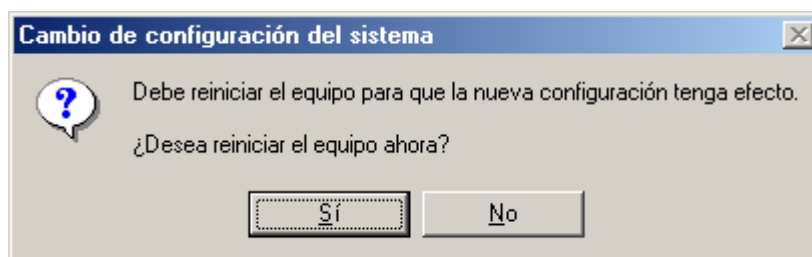 Cambio de configuración del sistema
Debe reiniciar el equipo para que la nueva configuración tenga efecto.
¿Desea reiniciar el equipo ahora?
Sí No